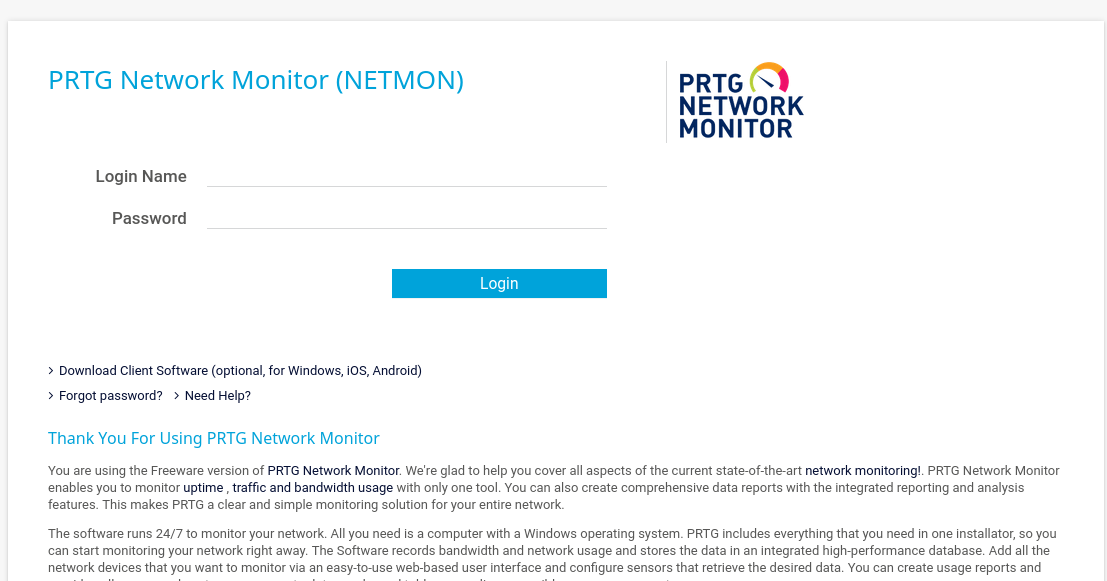 PRTG Network Monitor (NETMON)
PRTG
NETWORK
MONITOR
Login Name
Password
Login
Download Client Software (optional, for Windows, iOS, Android)
Forgot password? Need Help?
Thank You For Using PRTG Network Monitor
You are using the Freeware version of PRTG Network Monitor. We're glad to help you cover all aspects of the current state-of-the-art network monitoring!. PRTG Network Monitor
enables you to monitor uptime , traffic and bandwidth usage with only one tool. You can also create comprehensive data reports with the integrated reporting and analysis
features. This makes PRTG a clear and simple monitoring solution for your entire network.
The software runs 24/7 to monitor your network. All you need is a computer with a Windows operating system. PRTG includes everything that you need in one installer, so you
can start monitoring your network right away. The Software records bandwidth and network usage and stores the data in an integrated high-performance database. Add all the
network devices that you want to monitor via an easy-to-use web-based user interface and configure sensors that retrieve the desired data. You can create usage reports and